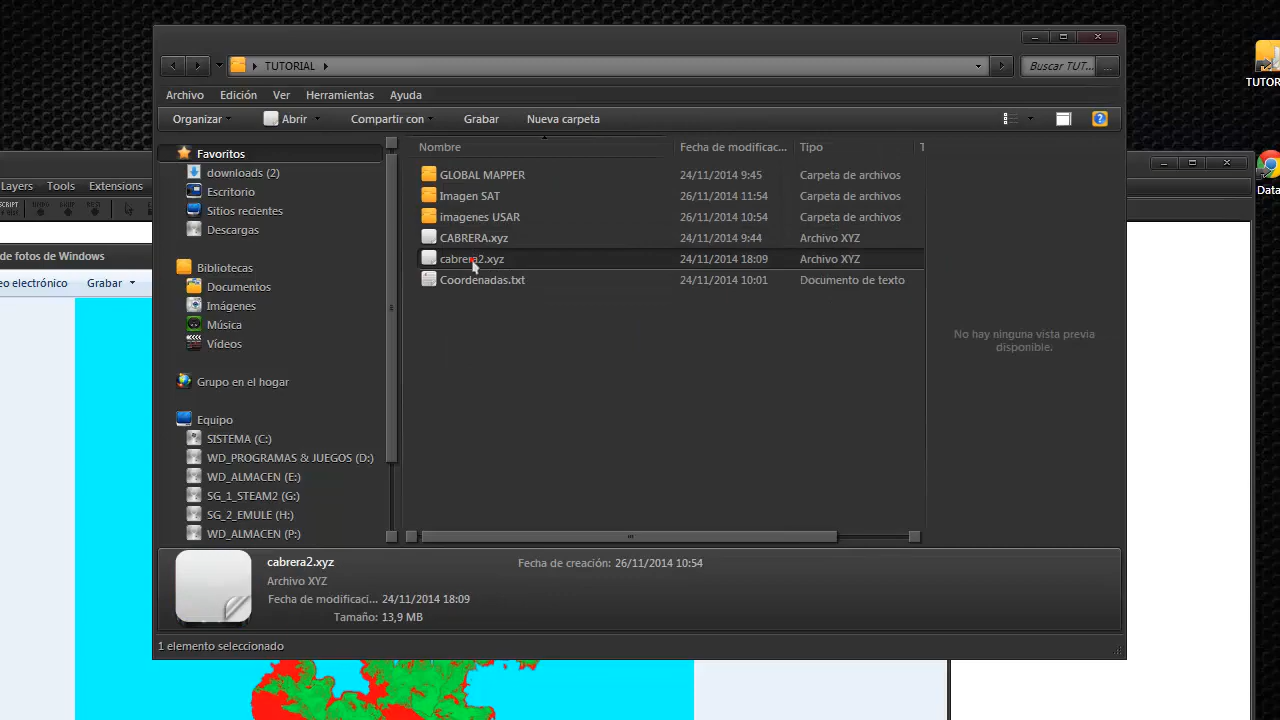 TUTORIAL
Buscar TUT...
...
TUTOR
Archivo Edición Ver Herramientas Ayuda
Organizar Abrir Compartir con Grabar Nueva carpeta
Nombre Fecha de modificac... Tipo T
Favoritos
downloads (2)
Escritorio
Sitios recientes
Descargas
Bibliotecas
Documentos
Imágenes
Música
Vídeos
Grupo en el hogar
Equipo
SISTEMA (C:)
WD_PROGRAMAS & JUEGOS (D:)
WD_ALMACEN (E:)
SG_1_STEAM2 (G:)
SG_2_EMULE (H:)
WD_ALMACEN (P:)
GLOBAL MAPPER 24/11/2014 9:45 Carpeta de archivos
Imagen SAT 26/11/2014 11:54 Carpeta de archivos
imagenes USAR 26/11/2014 10:54 Carpeta de archivos
CABRERA.xyz 24/11/2014 9:44 Archivo XYZ
cabrera2.xyz 24/11/2014 18:09 Archivo XYZ
Coordenadas.txt 24/11/2014 10:01 Documento de texto
No hay ninguna vista previa
disponible.
cabrera2.xyz
Archivo XYZ
Fecha de modificaci... 24/11/2014 18:09
Tamaño: 13,9 MB
Fecha de creación: 26/11/2014 10:54
1 elemento seleccionado
Layers Tools Extensions
SCRIPT
de fotos de Windows
eo electrónico Grabar
Data